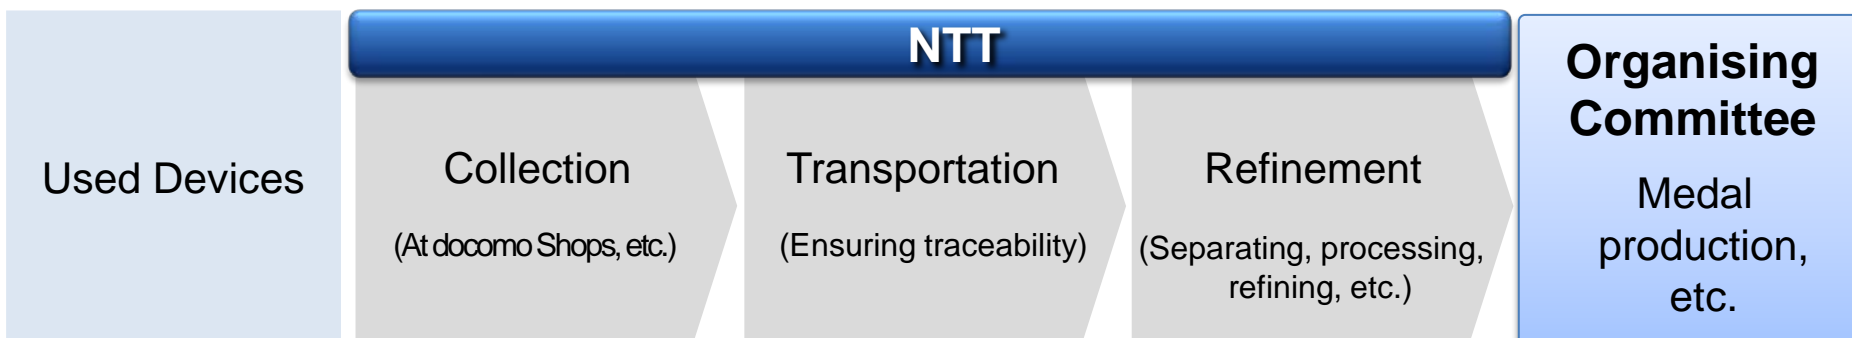 NTT
Used Devices
Collection
(At docomo Shops, etc.)
Transportation
(Ensuring traceability)
Refinement
(Separating, processing,
refining, etc.)
Organising
Committee
Medal
production,
etc.